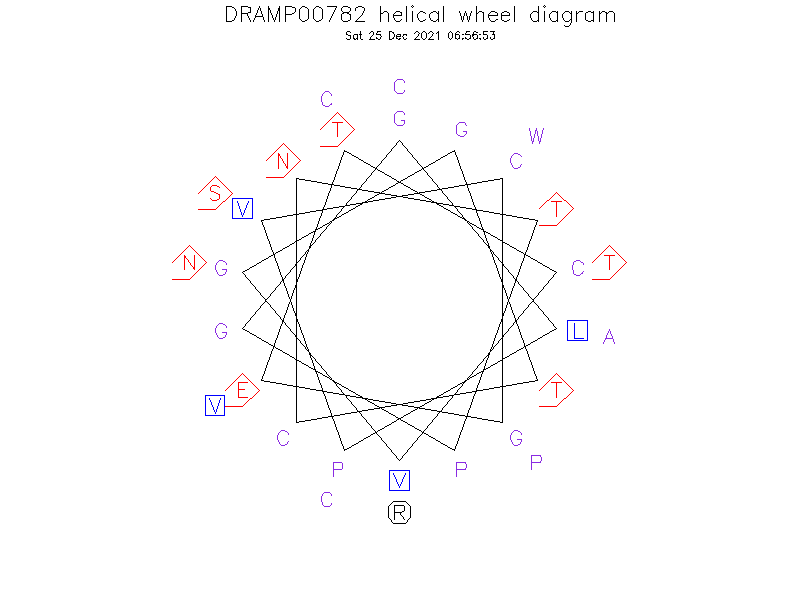 DRAMP00782 helical wheel diagram
Sat 25 Dec 2021 06:56:53
C
C
T
G
G
W
N
C
S
V
T
N
G
C
T
G
L
A
E
T
V
C
G
P
P
P
V
C
R